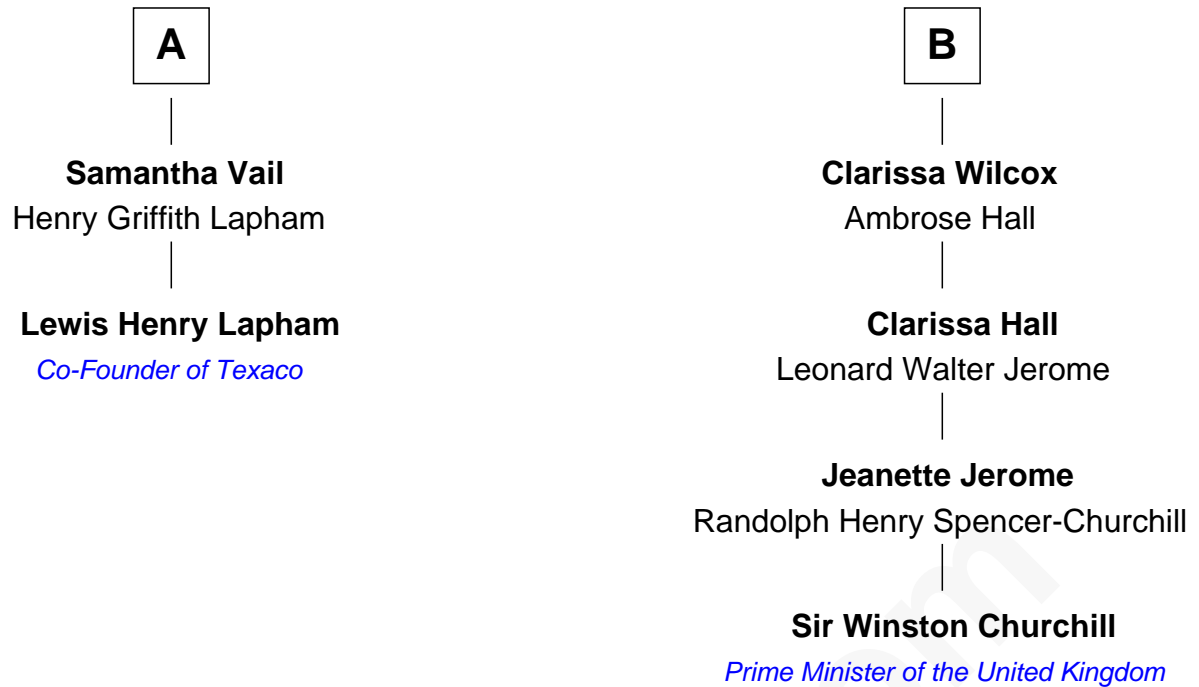 A
Samantha Vail
Henry Griffith Lapham
Lewis Henry Lapham
Co-Founder of Texaco
B
Clarissa Wilcox
Ambrose Hall
Clarissa Hall
Leonard Walter Jerome
Jeanette Jerome
Randolph Henry Spencer-Churchill
Sir Winston Churchill
Prime Minister of the United Kingdom